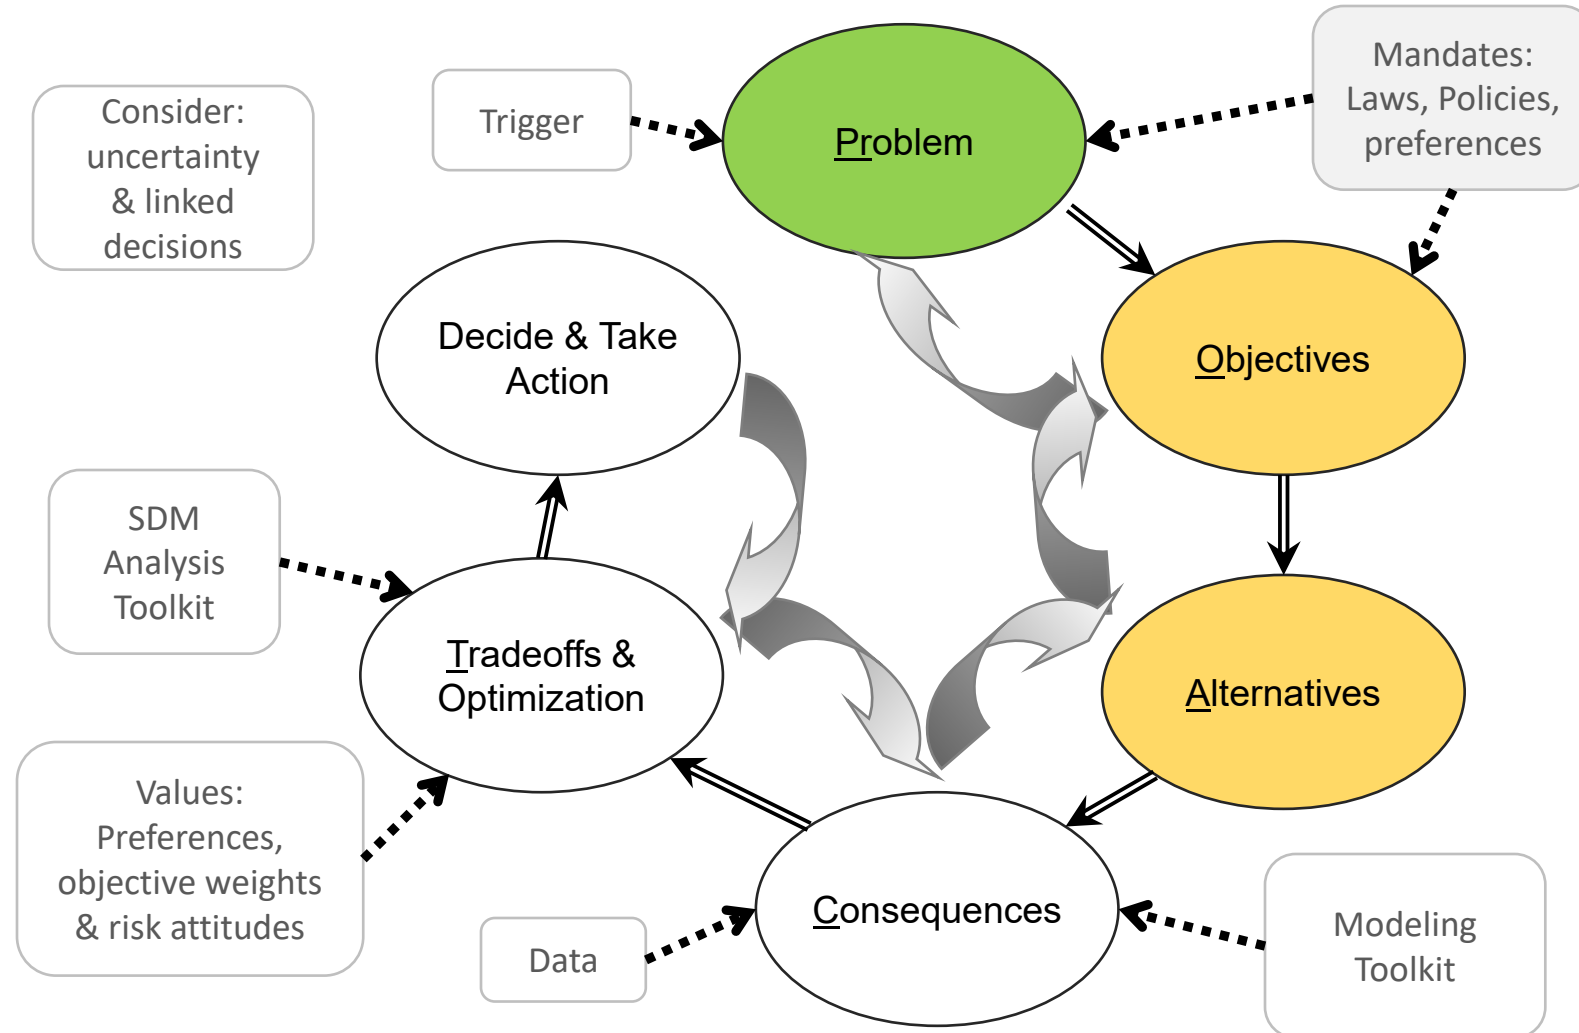 Consider:
uncertainty
& linked
decisions
Trigger
Problem
Mandates:
Laws, Policies,
preferences
Decide & Take
Action
Objectives
SDM
Analysis
Toolkit
Tradeoffs &
Optimization
Alternatives
Values:
Preferences,
objective weights
& risk attitudes
Data
Consequences
Modeling
Toolkit